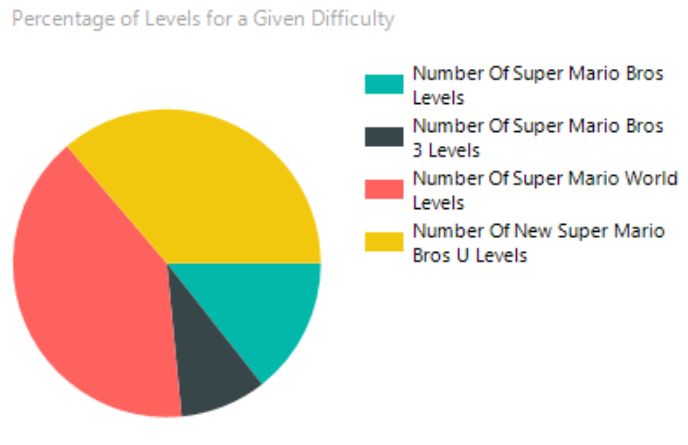 Percentage of Levels for a Given Difficulty
Number Of Super Mario Bros
Levels
Number Of Super Mario Bros
3 Levels
Number Of Super Mario World
Levels
Number Of New Super Mario
Bros U Levels